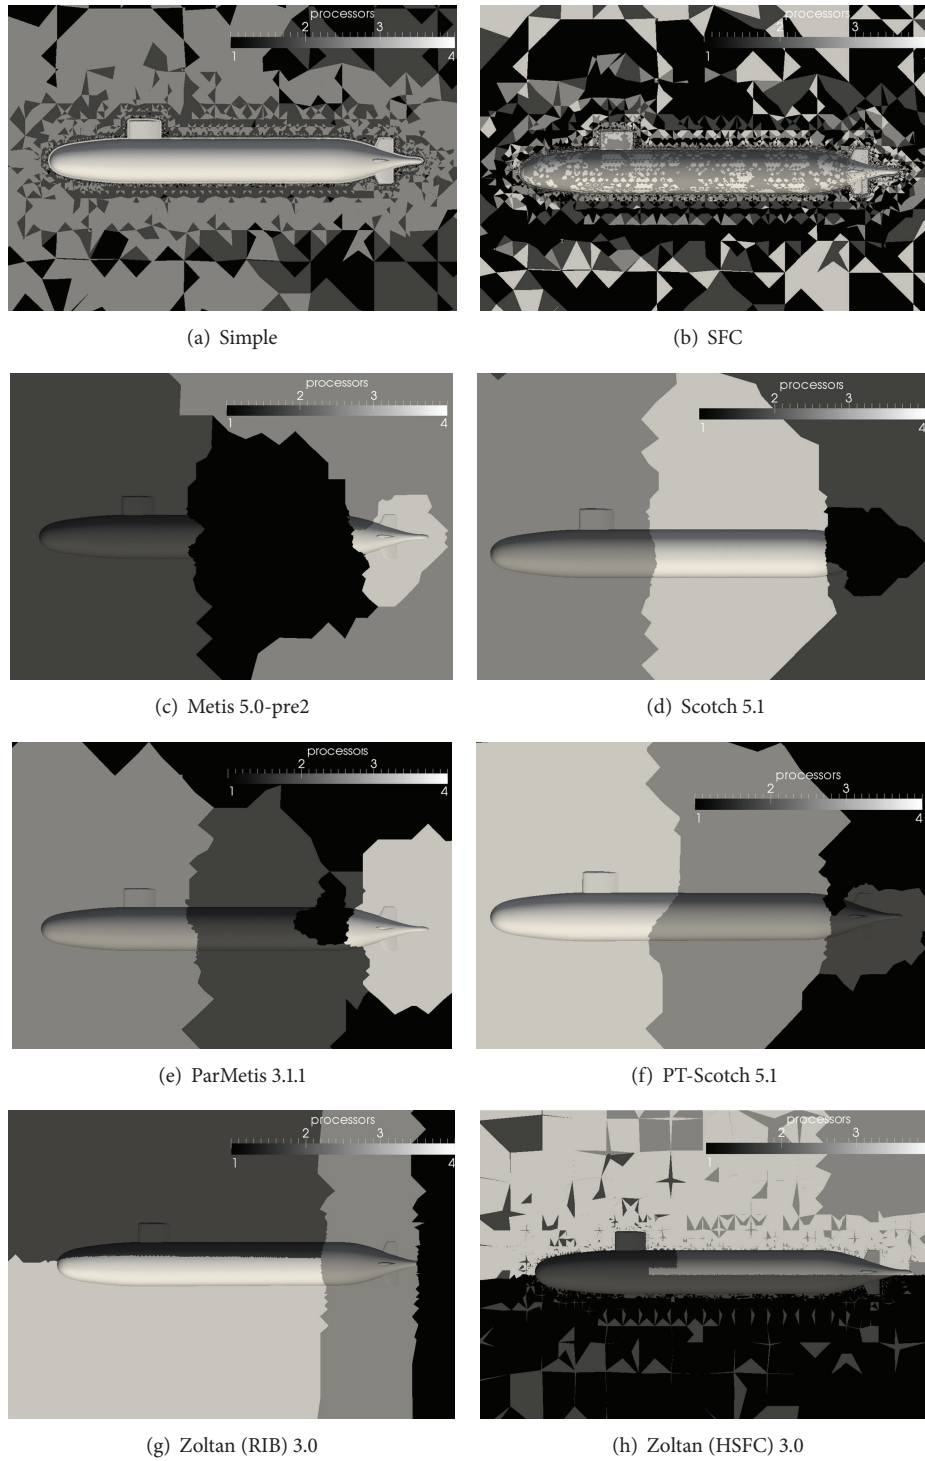 processors
2 3
1 4
(a) Simple
processors
2 3
1
(b) SFC
processors
2 3
1 4
(c) Metis 5.0-pre2
processors
2 3
1 4
(d) Scotch 5.1
processors
2 3
1 4
(e) ParMetis 3.1.1
processors
2 3
1 4
(f) PT-Scotch 5.1
processors
2 3
1 4
(g) Zoltan (RIB) 3.0
processors
2 3
1
(h) Zoltan (HSFC) 3.0